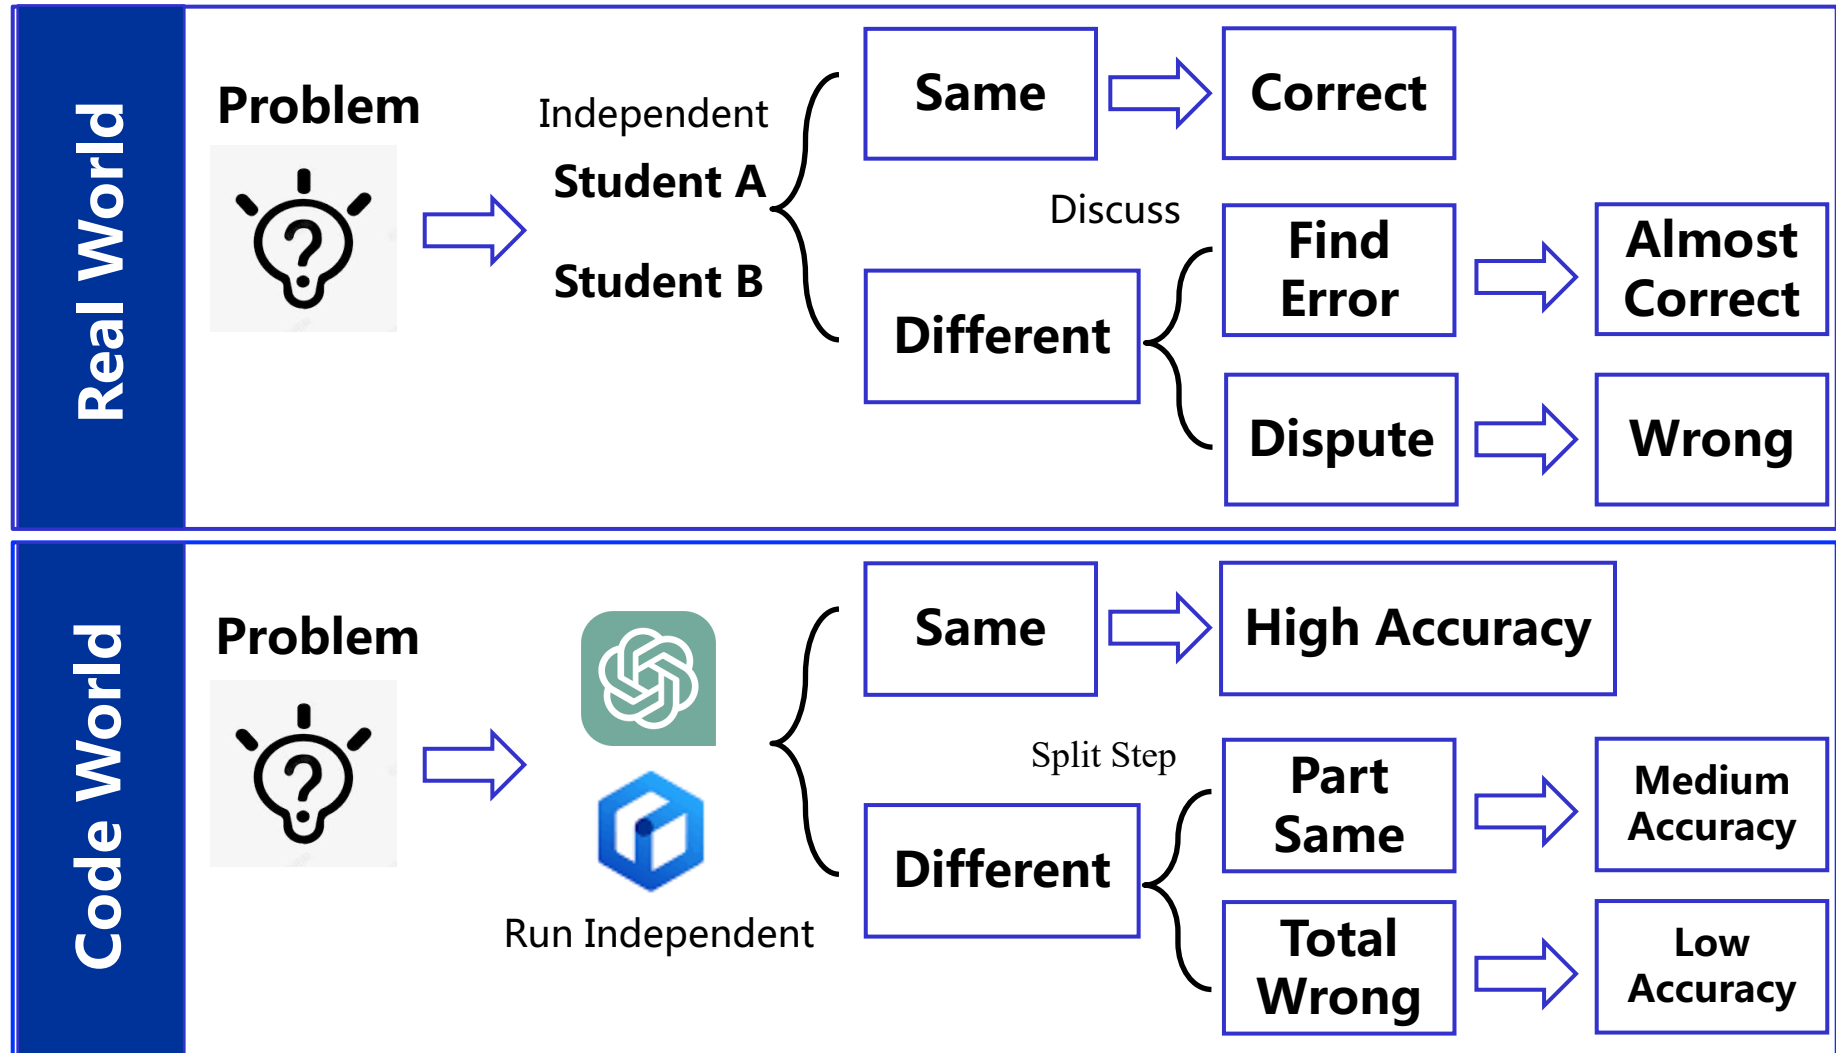 Real World
Problem
?
Independent
Student A
Student B
Same
Correct
Discuss
Different
Find
Error
Almost
Correct
Dispute
Wrong
Code World
Problem
?
Run Independent
Same
High Accuracy
Split Step
Different
Part
Same
Medium
Accuracy
Total
Wrong
Low
Accuracy